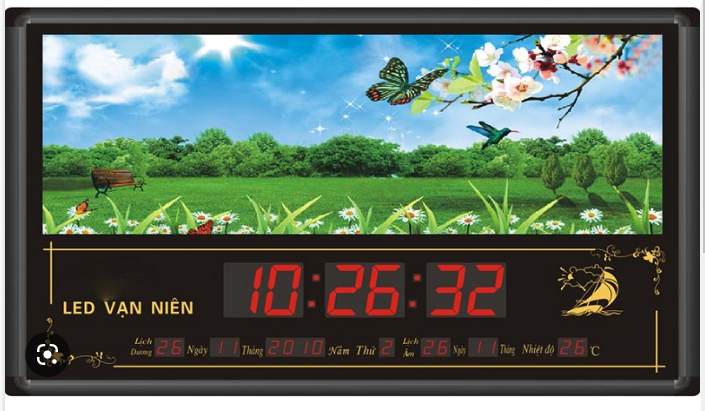 10:26:32
LED VẠN NIÊN
Lịch Dương 26 Ngày 11 Tháng 2010 Năm Thứ 2 Lịch Âm 26 Ngày 11 Tháng Nhiệt độ 26 °C